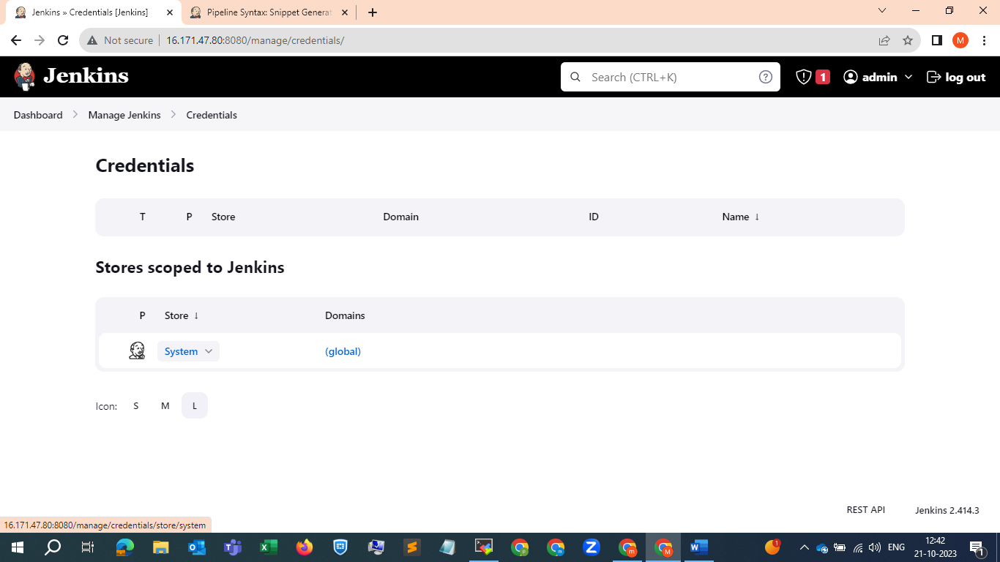 Jenkins » Credentials [Jenkins]
Pipeline Syntax: Snippet Generat
Not secure
16.171.47.80:8080/manage/credentials/
M
Jenkins
Search (CTRL+K)
?
1
admin
log out
Dashboard
Manage Jenkins
Credentials
Credentials
T P Store Domain ID Name ↓
Stores scoped to Jenkins
P Store ↓ Domains
System (global)
Icon: S M L
REST API Jenkins 2.414.3
16.171.47.80:8080/manage/credentials/store/system
ENG
12:42
21-10-2023
1